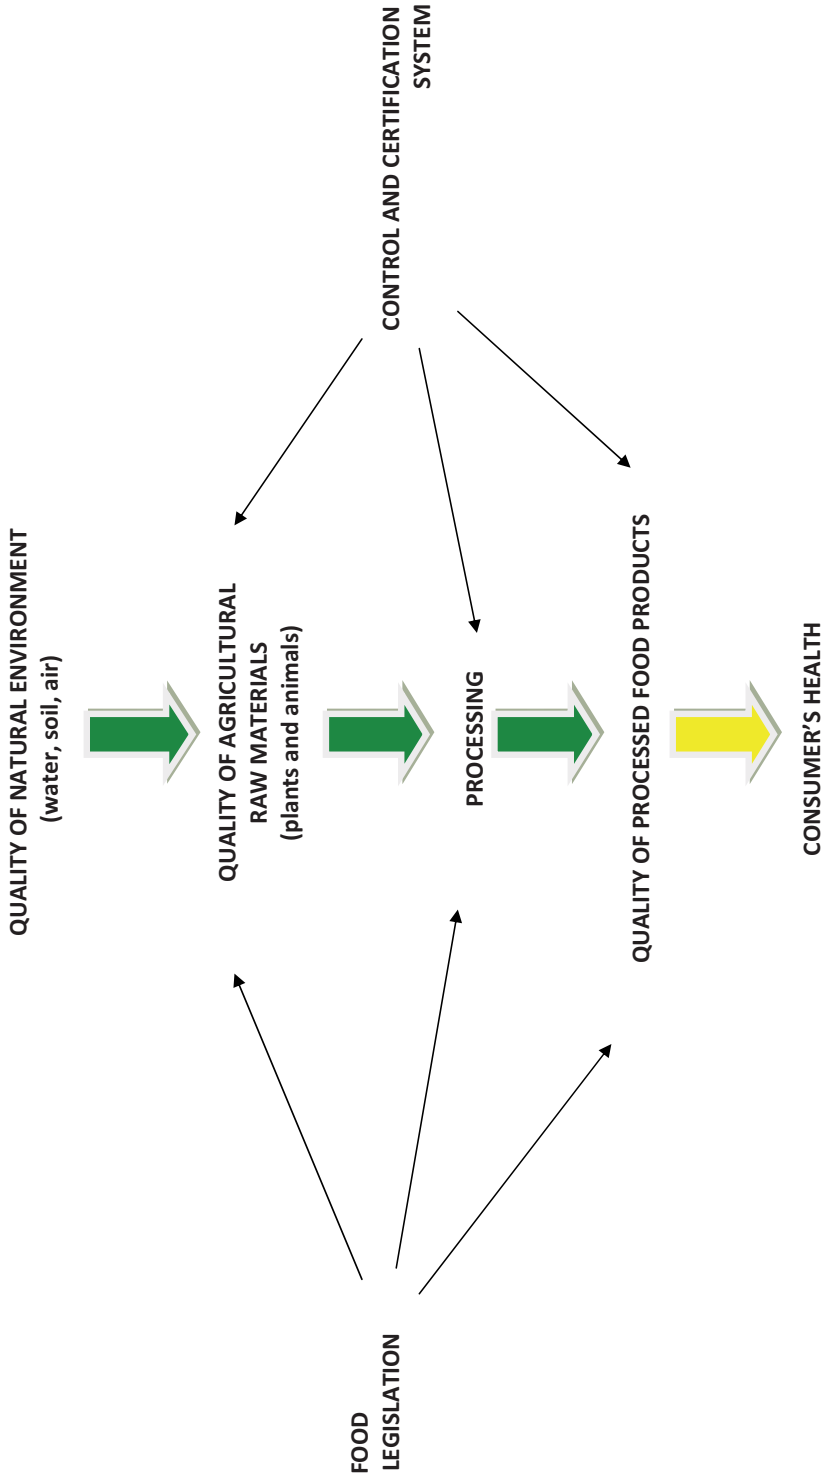 QUALITY OF NATURAL ENVIRONMENT
(water, soil, air)
QUALITY OF AGRICULTURAL
RAW MATERIALS
(plants and animals)
FOOD
LEGISLATION
CONTROL AND CERTIFICATION
SYSTEM
PROCESSING
QUALITY OF PROCESSED FOOD PRODUCTS
CONSUMER'S HEALTH